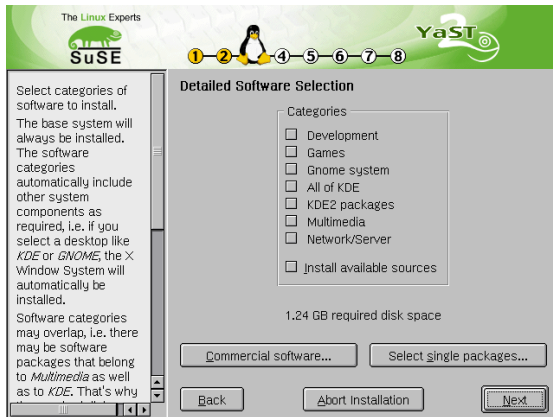 The Linux Experts
SuSE
YaST
2
1 2 4 5 6 7 8
Select categories of
software to install.
The base system will
always be installed.
The software
categories
automatically include
other system
components as
required, i.e. if you
select a desktop like
KDE or GNOME, the X
Window System will
automatically be
installed.
Software categories
may overlap, i.e. there
may be software
packages that belong
to Multimedia as well
as to KDE. That's why
Detailed Software Selection
Categories
Development
Games
Gnome system
All of KDE
KDE2 packages
Multimedia
Network/Server
Install available sources
1.24 GB required disk space
Commercial software...
Select single packages...
Back
Abort Installation
Next